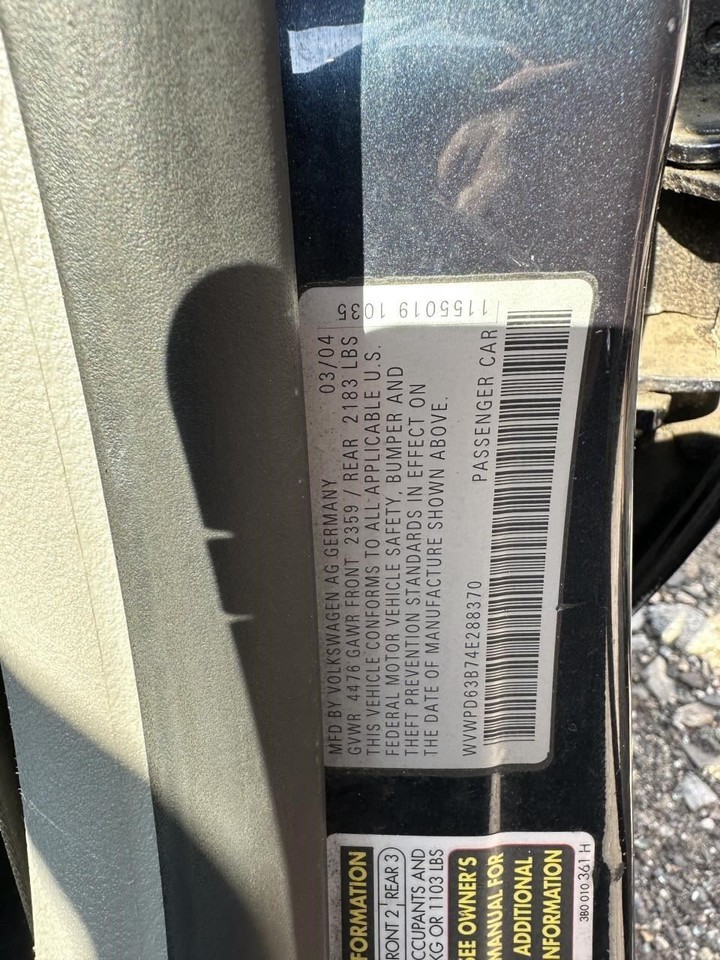 MFD BY VOLKSWAGEN AG GERMANY 03/04
GVWR 4476 GAWR FRONT 2359 / REAR 2183 LBS
THIS VEHICLE CONFORMS TO ALL APPLICABLE U.S.
FEDERAL MOTOR VEHICLE SAFETY, BUMPER AND
THEFT PREVENTION STANDARDS IN EFFECT ON
THE DATE OF MANUFACTURE SHOWN ABOVE.
WVWPD63B74E288370 PASSENGER CAR
1155019 1035
FORMATION
RONT 2 REAR 3
CCUPANTS AND
KG OR 1103 LBS
SEE OWNER'S
MANUAL FOR
ADDITIONAL
NFORMATION
3B0 010 361 H